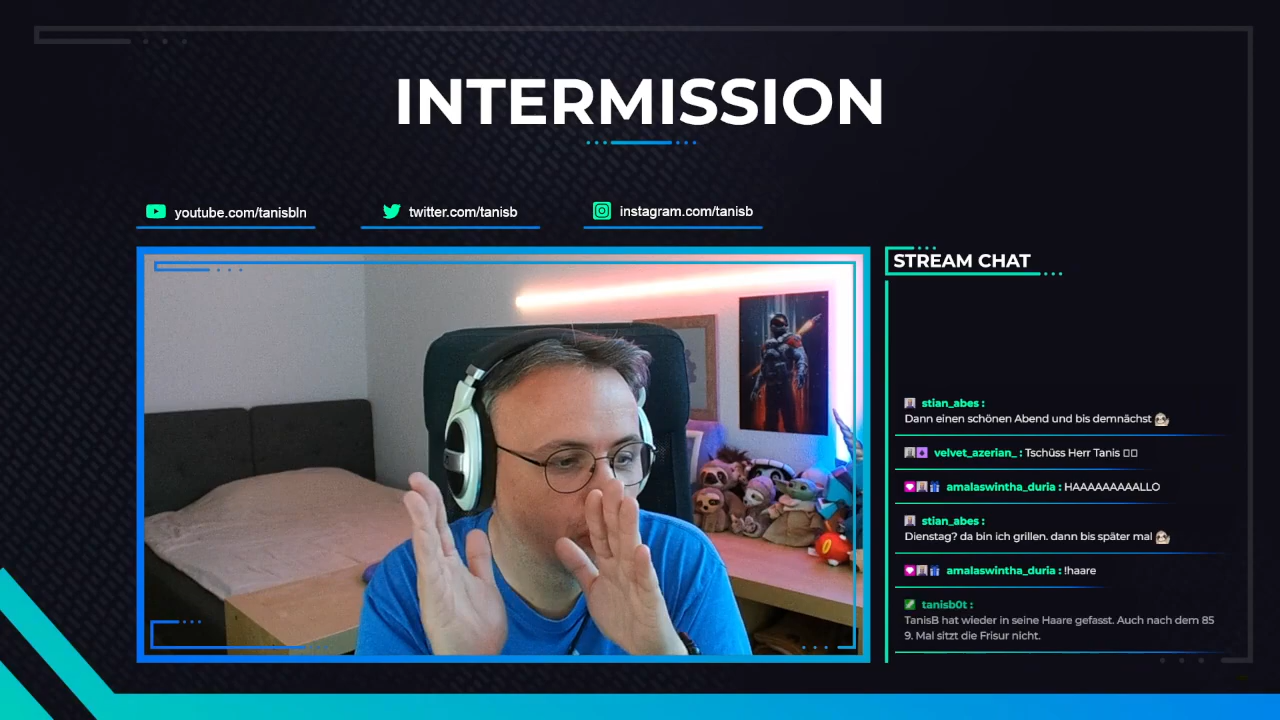 INTERMISSION
youtube.com/tanisbln
twitter.com/tanisb
instagram.com/tanisb
STREAM CHAT
stian_abes :
Dann einen schönen Abend und bis demnächst
velvet_azerian_ : Tschüss Herr Tanis
amalaswintha_duria : HAAAAAAAAALLO
stian_abes :
Dienstag? da bin ich grillen. dann bis später mal
amalaswintha_duria : !haare
tanisb0t :
TanisB hat wieder in seine Haare gefasst. Auch nach dem 85
9. Mal sitzt die Frisur nicht.